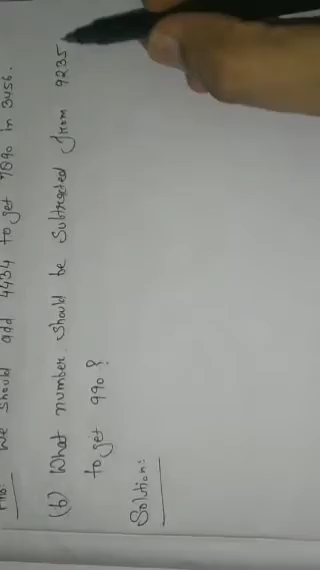 Ans: We should add 4434 to get 7890 in 3456.
(b) What number should be subtracted from 9235
to get 990?
Solution: